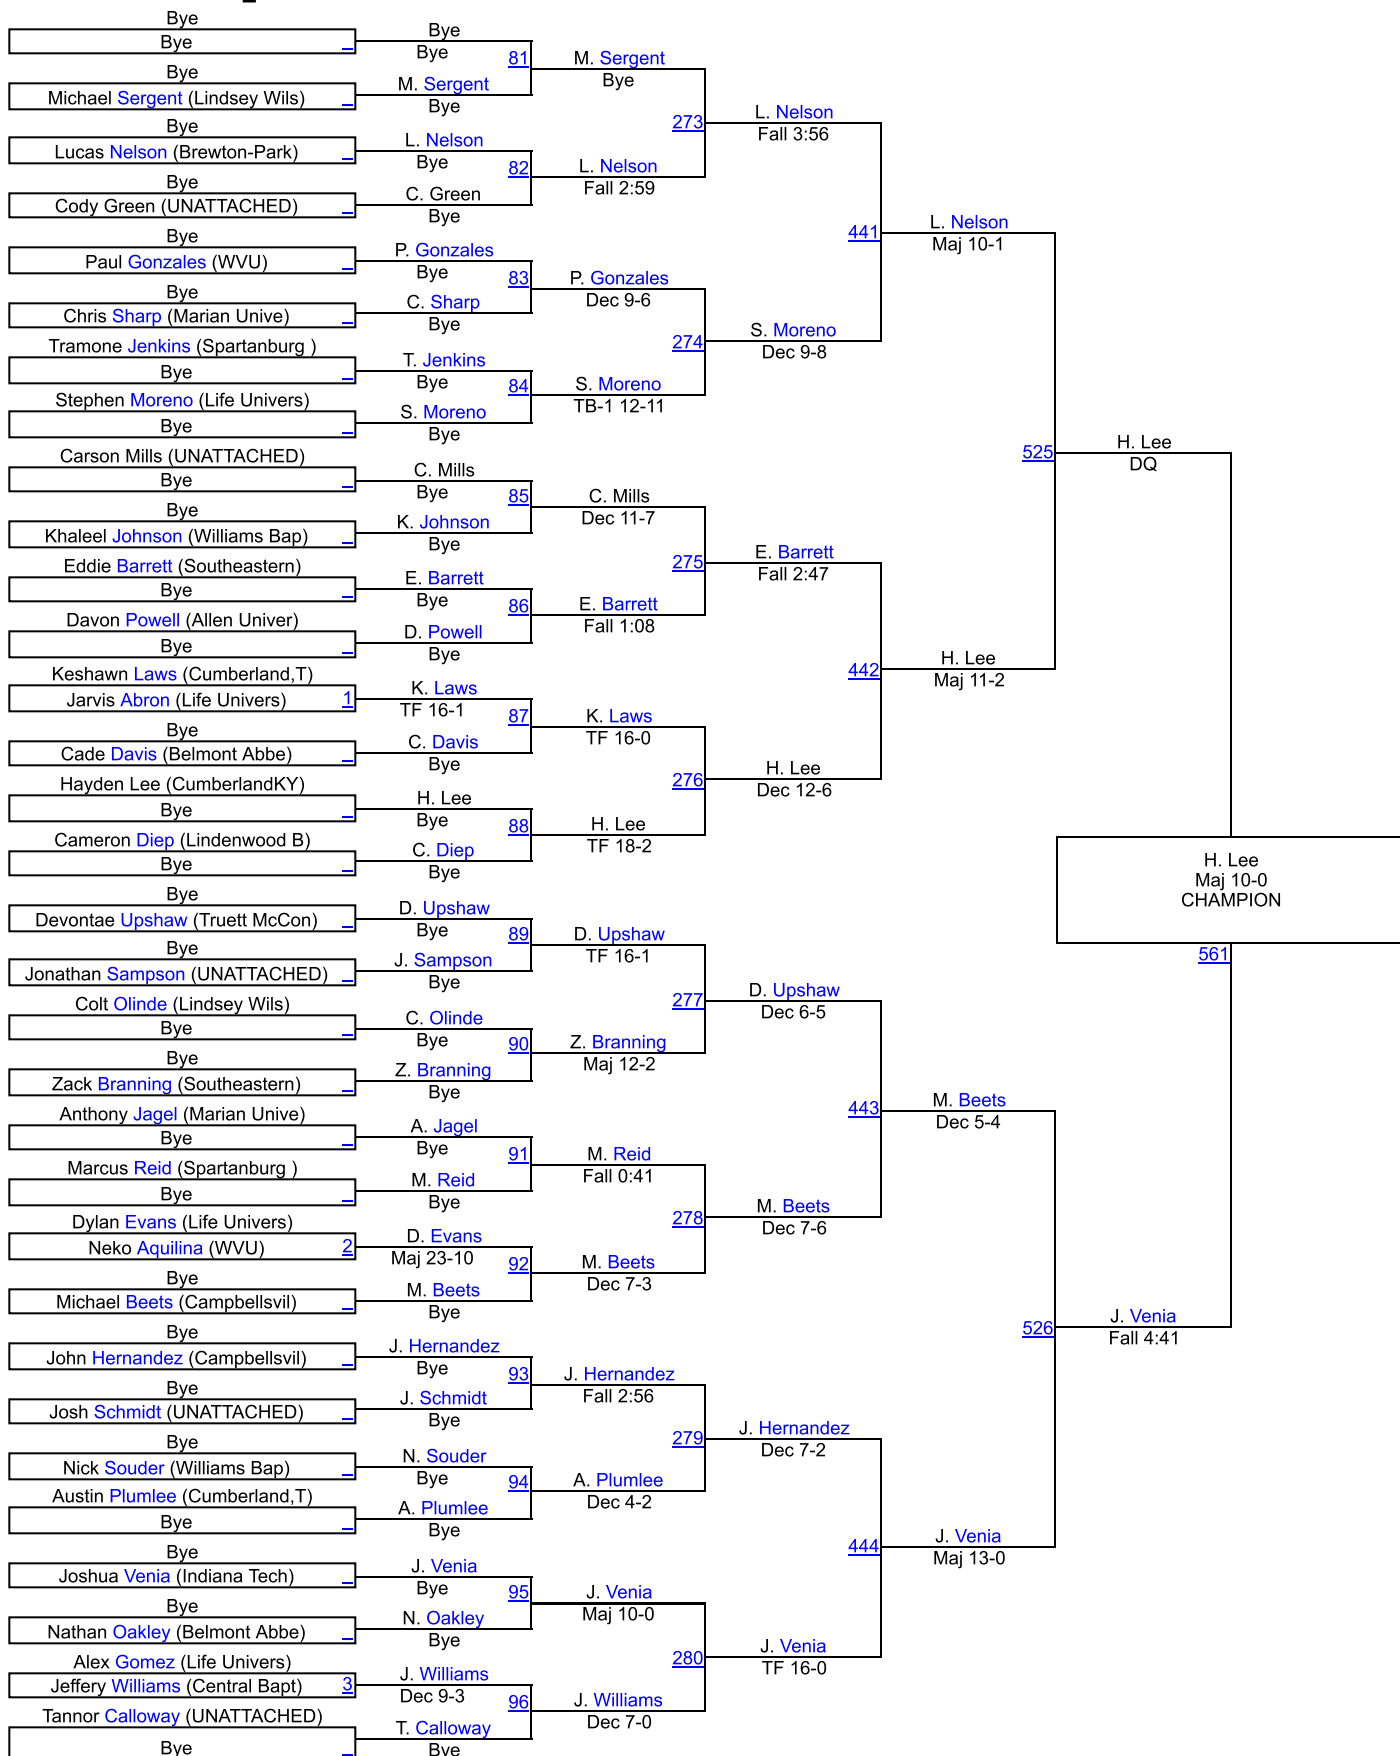 Bye
Bye
Bye
Michael Sergent (Lindsey Wils)
Bye
Lucas Nelson (Brewton-Park)
Bye
Cody Green (UNATTACHED)
Bye
Paul Gonzales (WVU)
Bye
Chris Sharp (Marian Unive)
Tramone Jenkins (Spartanburg )
Bye
Stephen Moreno (Life Univers)
Bye
Carson Mills (UNATTACHED)
Bye
Bye
Khaleel Johnson (Williams Bap)
Eddie Barrett (Southeastern)
Bye
Davon Powell (Allen Univer)
Bye
Keshawn Laws (Cumberland,T)
Jarvis Abron (Life Univers) 1
Bye
Cade Davis (Belmont Abbe)
Hayden Lee (CumberlandKY)
Bye
Cameron Diep (Lindenwood B)
Bye
Bye
Devontae Upshaw (Truett McCon)
Bye
Jonathan Sampson (UNATTACHED)
Colt Olinde (Lindsey Wils)
Bye
Bye
Zack Branning (Southeastern)
Anthony Jagel (Marian Unive)
Bye
Marcus Reid (Spartanburg )
Bye
Dylan Evans (Life Univers)
Neko Aquilina (WVU) 2
Bye
Michael Beets (Campbellsvil)
Bye
John Hernandez (Campbellsvil)
Bye
Josh Schmidt (UNATTACHED)
Bye
Nick Souder (Williams Bap)
Austin Plumlee (Cumberland,T)
Bye
Bye
Joshua Venia (Indiana Tech)
Bye
Nathan Oakley (Belmont Abbe)
Alex Gomez (Life Univers)
Jeffery Williams (Central Bapt) 3
Tannor Calloway (UNATTACHED)
Bye
Bye
Bye
81
M. Sergent
Bye
L. Nelson
Bye
82
C. Green
Bye
P. Gonzales
Bye
83
C. Sharp
Bye
T. Jenkins
Bye
84
S. Moreno
Bye
C. Mills
Bye
85
K. Johnson
Bye
E. Barrett
Bye
86
D. Powell
Bye
K. Laws
TF 16-1
87
C. Davis
Bye
H. Lee
Bye
88
C. Diep
Bye
D. Upshaw
Bye
89
J. Sampson
Bye
C. Olinde
Bye
90
Z. Branning
Bye
A. Jagel
Bye
91
M. Reid
Bye
D. Evans
Maj 23-10
92
M. Beets
Bye
J. Hernandez
Bye
93
J. Schmidt
Bye
N. Souder
Bye
94
A. Plumlee
Bye
J. Venia
Bye
95
N. Oakley
Bye
J. Williams
Dec 9-3
96
T. Calloway
Bye
M. Sergent
Bye
273
L. Nelson
Fall 2:59
P. Gonzales
Dec 9-6
274
S. Moreno
TB-1 12-11
C. Mills
Dec 11-7
275
E. Barrett
Fall 1:08
K. Laws
TF 16-0
276
H. Lee
TF 18-2
D. Upshaw
TF 16-1
277
Z. Branning
Maj 12-2
M. Reid
Fall 0:41
278
M. Beets
Dec 7-3
J. Hernandez
Fall 2:56
279
A. Plumlee
Dec 4-2
J. Venia
Maj 10-0
280
J. Williams
Dec 7-0
L. Nelson
Fall 3:56
441
S. Moreno
Dec 9-8
E. Barrett
Fall 2:47
442
H. Lee
Dec 12-6
D. Upshaw
Dec 6-5
443
M. Beets
Dec 7-6
J. Hernandez
Dec 7-2
444
J. Venia
TF 16-0
L. Nelson
Maj 10-1
525
H. Lee
Maj 11-2
M. Beets
Dec 5-4
526
J. Venia
Maj 13-0
H. Lee
DQ
H. Lee
Maj 10-0
CHAMPION
561
J. Venia
Fall 4:41